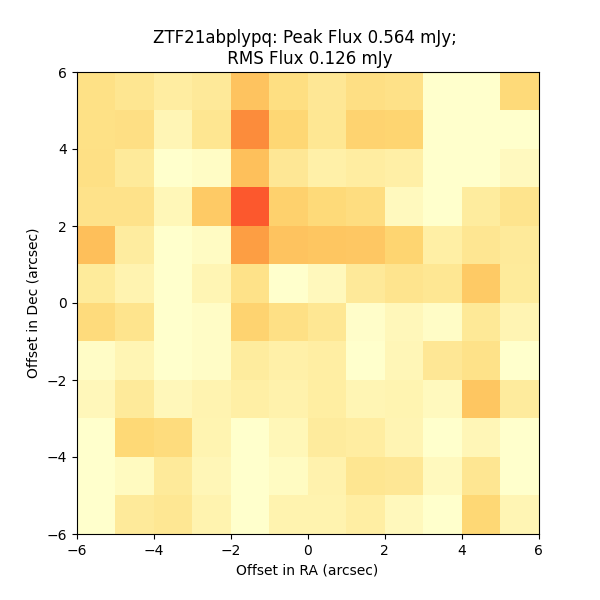 ZTF21abplypq: Peak Flux 0.564 mJy;
RMS Flux 0.126 mJy
6
4
2
0
−2
−4
−6
Offset in Dec (arcsec)
−6 −4 −2 0 2 4 6
Offset in RA (arcsec)